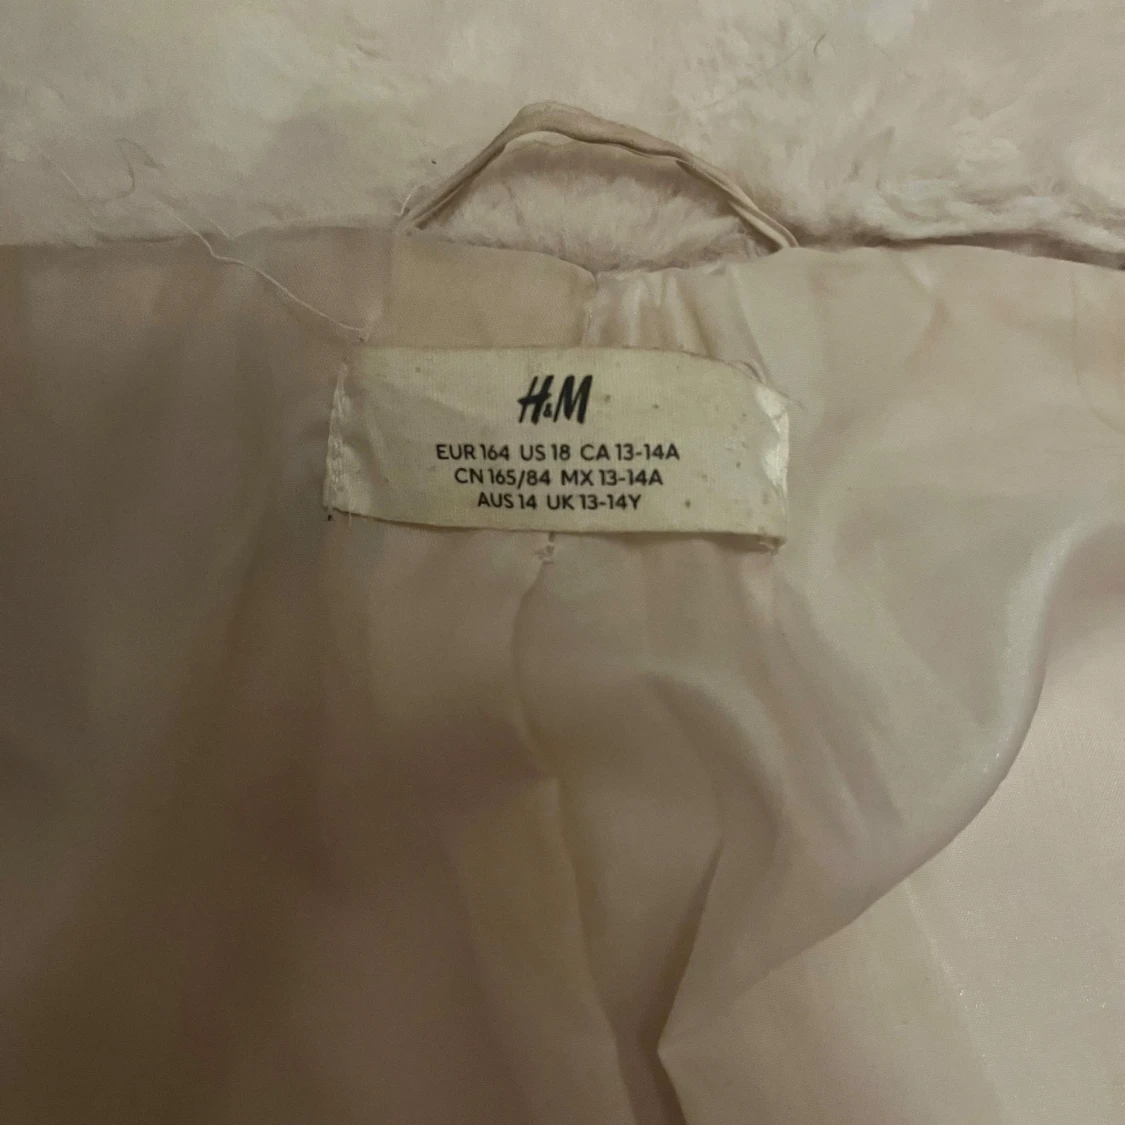 H&M
EUR 164 US 18 CA 13-14A
CN 165/84 MX 13-14A
AUS 14 UK 13-14Y